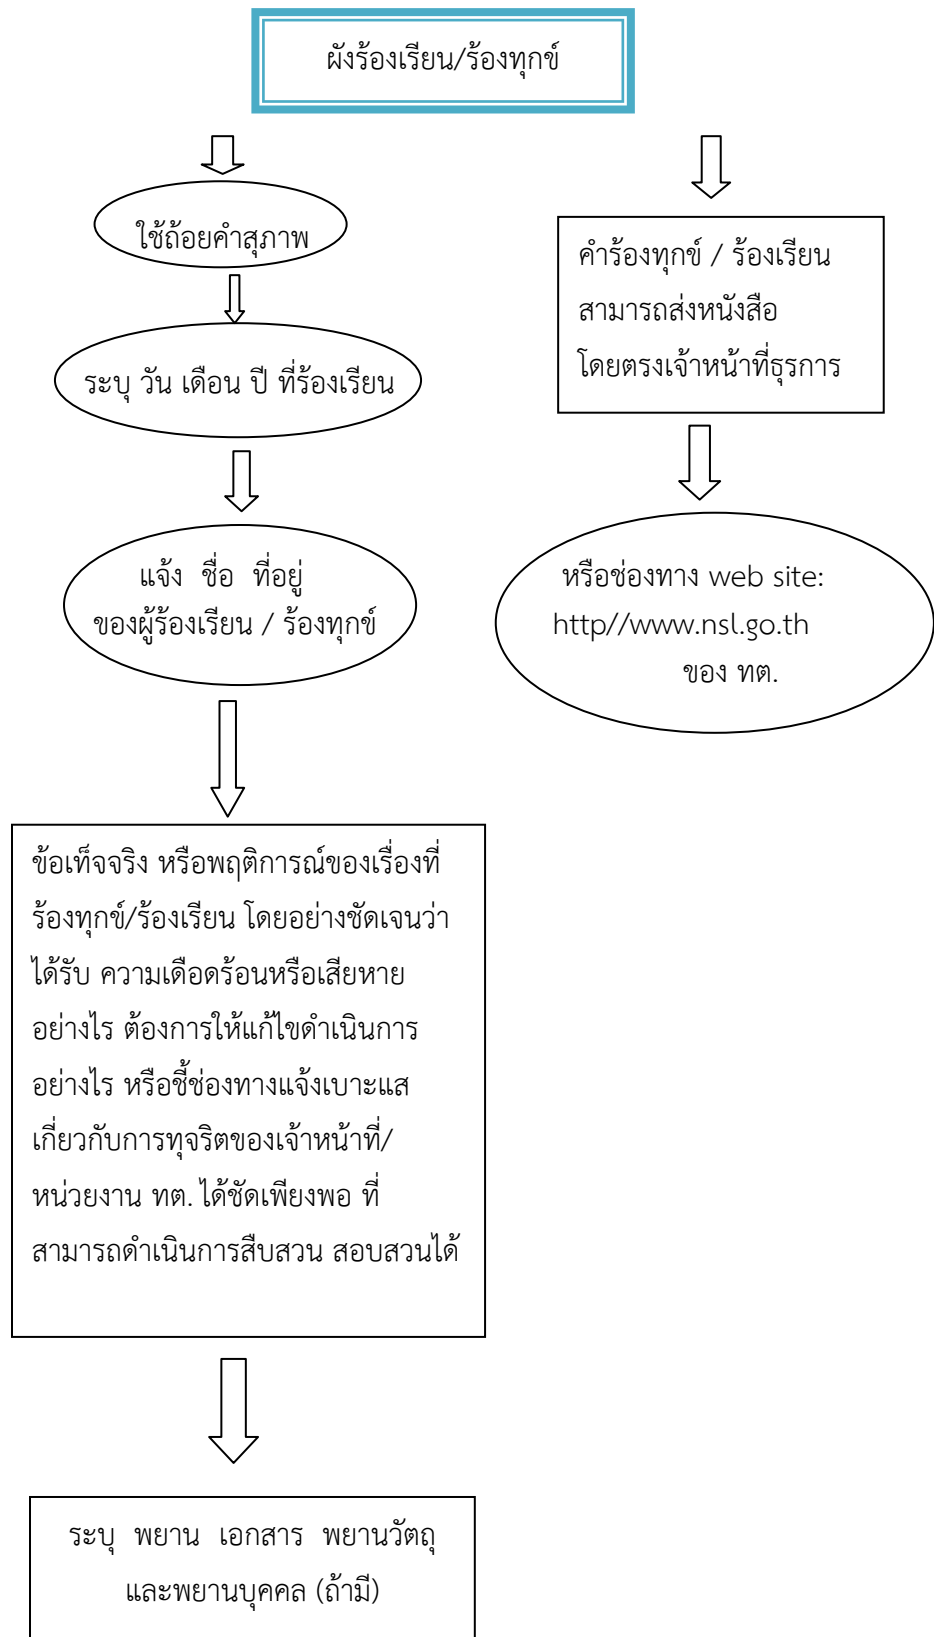 ผังร้องเรียน/ร้องทุกข์
ใช้ถ้อยคำสุภาพ
ระบุ วัน เดือน ปี ที่ร้องเรียน
แจ้ง ชื่อ ที่อยู่
ของผู้ร้องเรียน / ร้องทุกข์
ข้อเท็จจริง หรือพฤติการณ์ของเรื่องที่
ร้องทุกข์/ร้องเรียน โดยอย่างชัดเจนว่า
ได้รับ ความเดือดร้อนหรือเสียหาย
อย่างไร ต้องการให้แก้ไขดำเนินการ
อย่างไร หรือชี้ช่องทางแจ้งเบาะแส
เกี่ยวกับการทุจริตของเจ้าหน้าที่/
หน่วยงาน ทต. ได้ชัดเพียงพอ ที่
สามารถดำเนินการสืบสวน สอบสวนได้
ระบุ พยาน เอกสาร พยานวัตถุ
และพยานบุคคล (ถ้ามี)
คำร้องทุกข์ / ร้องเรียน
สามารถส่งหนังสือ
โดยตรงเจ้าหน้าที่ธุรการ
หรือช่องทาง web site:
http//www.nsl.go.th
ของ ทต.